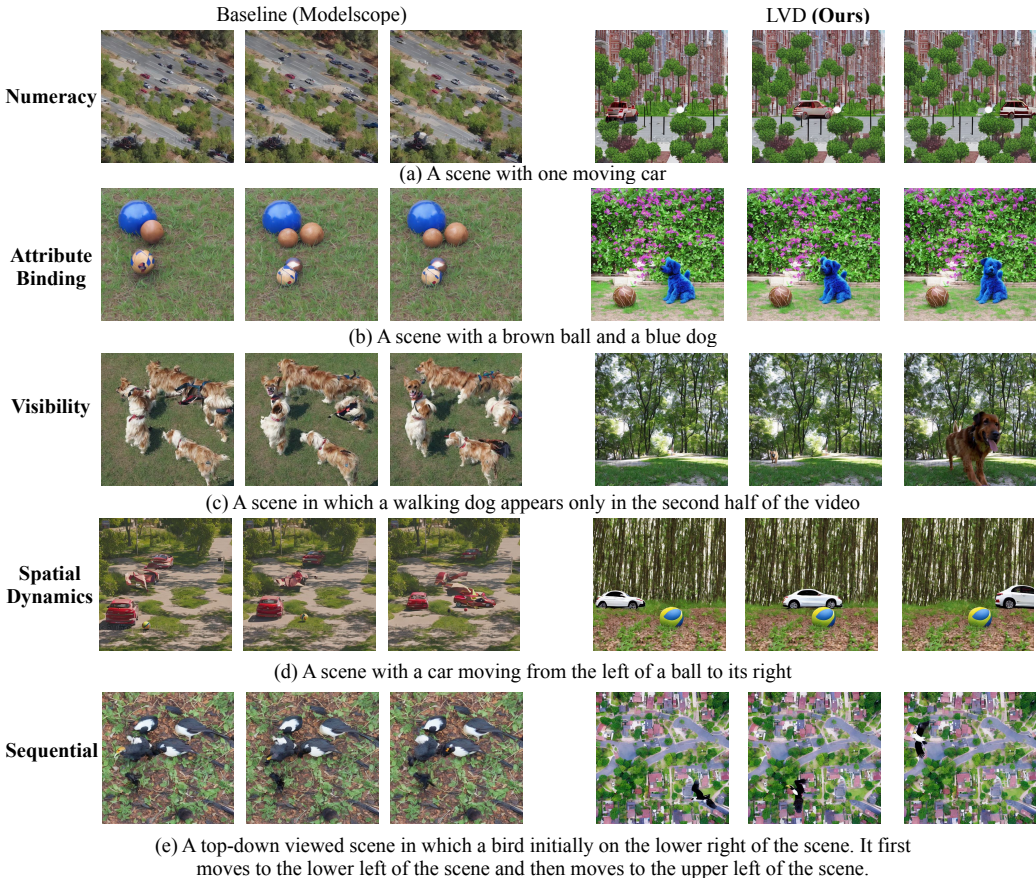 Baseline (Modelscope)
LVD (Ours)
Numeracy
(a) A scene with one moving car
Attribute
Binding
(b) A scene with a brown ball and a blue dog
Visibility
(c) A scene in which a walking dog appears only in the second half of the video
Spatial
Dynamics
(d) A scene with a car moving from the left of a ball to its right
Sequential
(e) A top-down viewed scene in which a bird initially on the lower right of the scene. It first
moves to the lower left of the scene and then moves to the upper left of the scene.